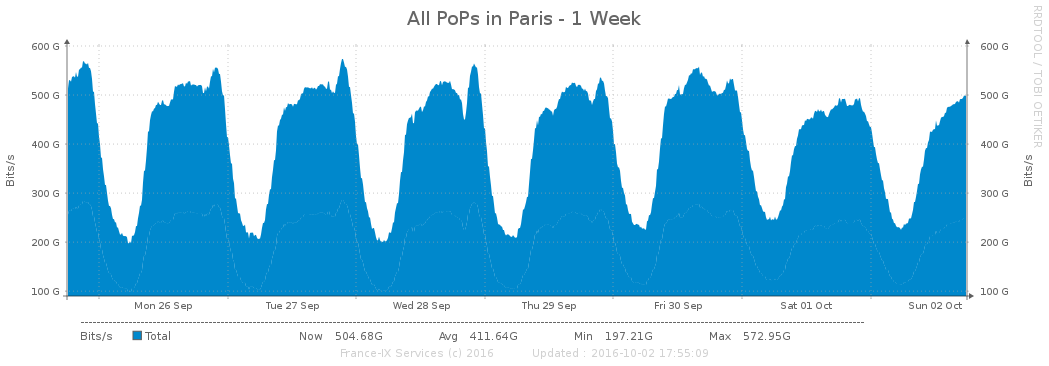 All PoPs in Paris - 1 Week
RRDTOOL / TOBI OETIKER
600 G 600 G
500 G 500 G
400 G 400 G
Bits/s Bits/s
300 G 300 G
200 G 200 G
100 G 100 G
Mon 26 Sep Tue 27 Sep Wed 28 Sep Thu 29 Sep Fri 30 Sep Sat 01 Oct Sun 02 Oct
Bits/s Total Now 504.68G Avg 411.64G Min 197.21G Max 572.95G
France-IX Services (c) 2016 Updated : 2016-10-02 17:55:09